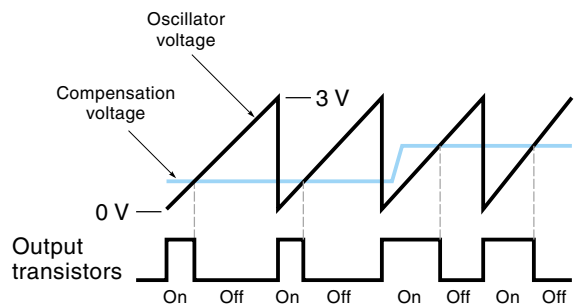 Oscillator
voltage
Compensation
voltage
3 V
0 V
Output
transistors
On Off On Off On Off On Off